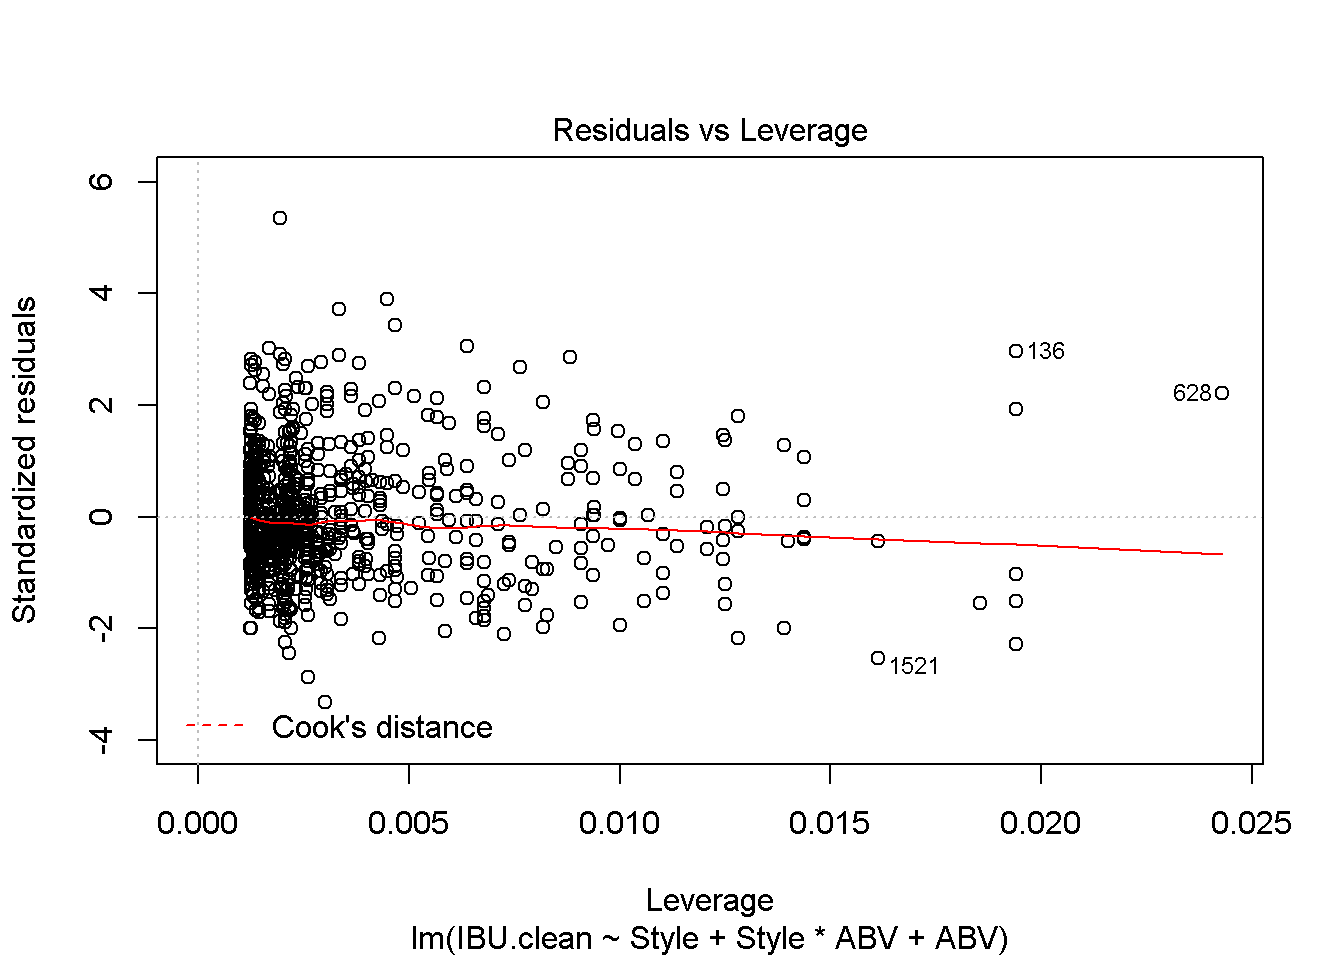 Residuals vs Leverage
Standardized residuals
6
4
2
0
-2
-4
136
628
1521
Cook's distance
0.000 0.005 0.010 0.015 0.020 0.025
Leverage
lm(IBU.clean ~ Style + Style * ABV + ABV)